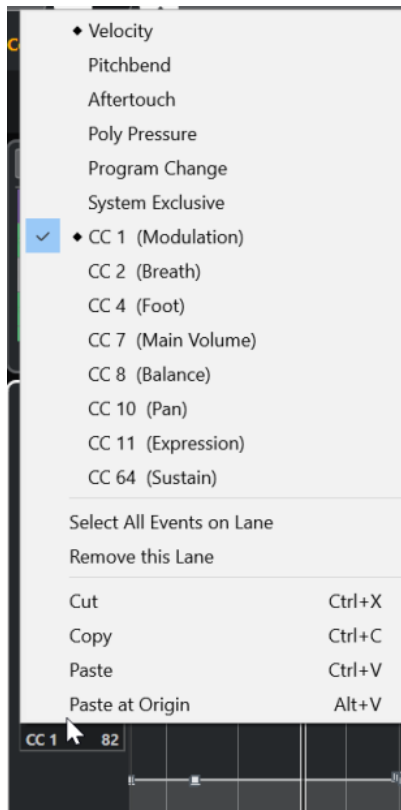 ◆ Velocity
Pitchbend
Aftertouch
Poly Pressure
Program Change
System Exclusive
✓ ◆ CC 1 (Modulation)
CC 2 (Breath)
CC 4 (Foot)
CC 7 (Main Volume)
CC 8 (Balance)
CC 10 (Pan)
CC 11 (Expression)
CC 64 (Sustain)
Select All Events on Lane
Remove this Lane
Cut Ctrl+X
Copy Ctrl+C
Paste Ctrl+V
Paste at Origin Alt+V
CC 1 82